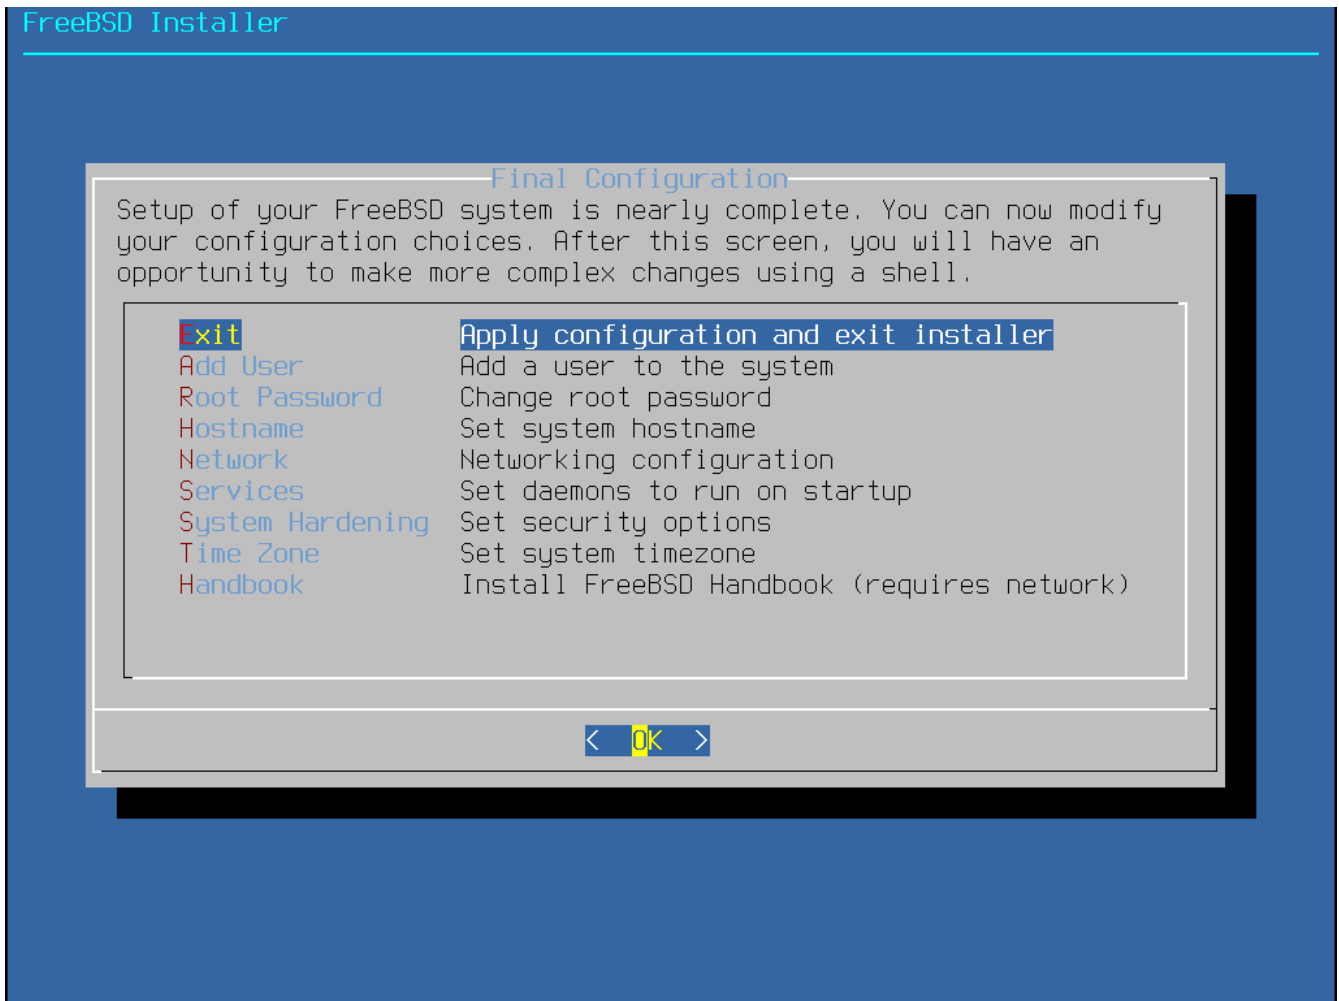 FreeBSD Installer
Final Configuration
Setup of your FreeBSD system is nearly complete. You can now modify
your configuration choices. After this screen, you will have an
opportunity to make more complex changes using a shell.
Exit Apply configuration and exit installer
Add User Add a user to the system
Root Password Change root password
Hostname Set system hostname
Network Networking configuration
Services Set daemons to run on startup
System Hardening Set security options
Time Zone Set system timezone
Handbook Install FreeBSD Handbook (requires network)
< OK >